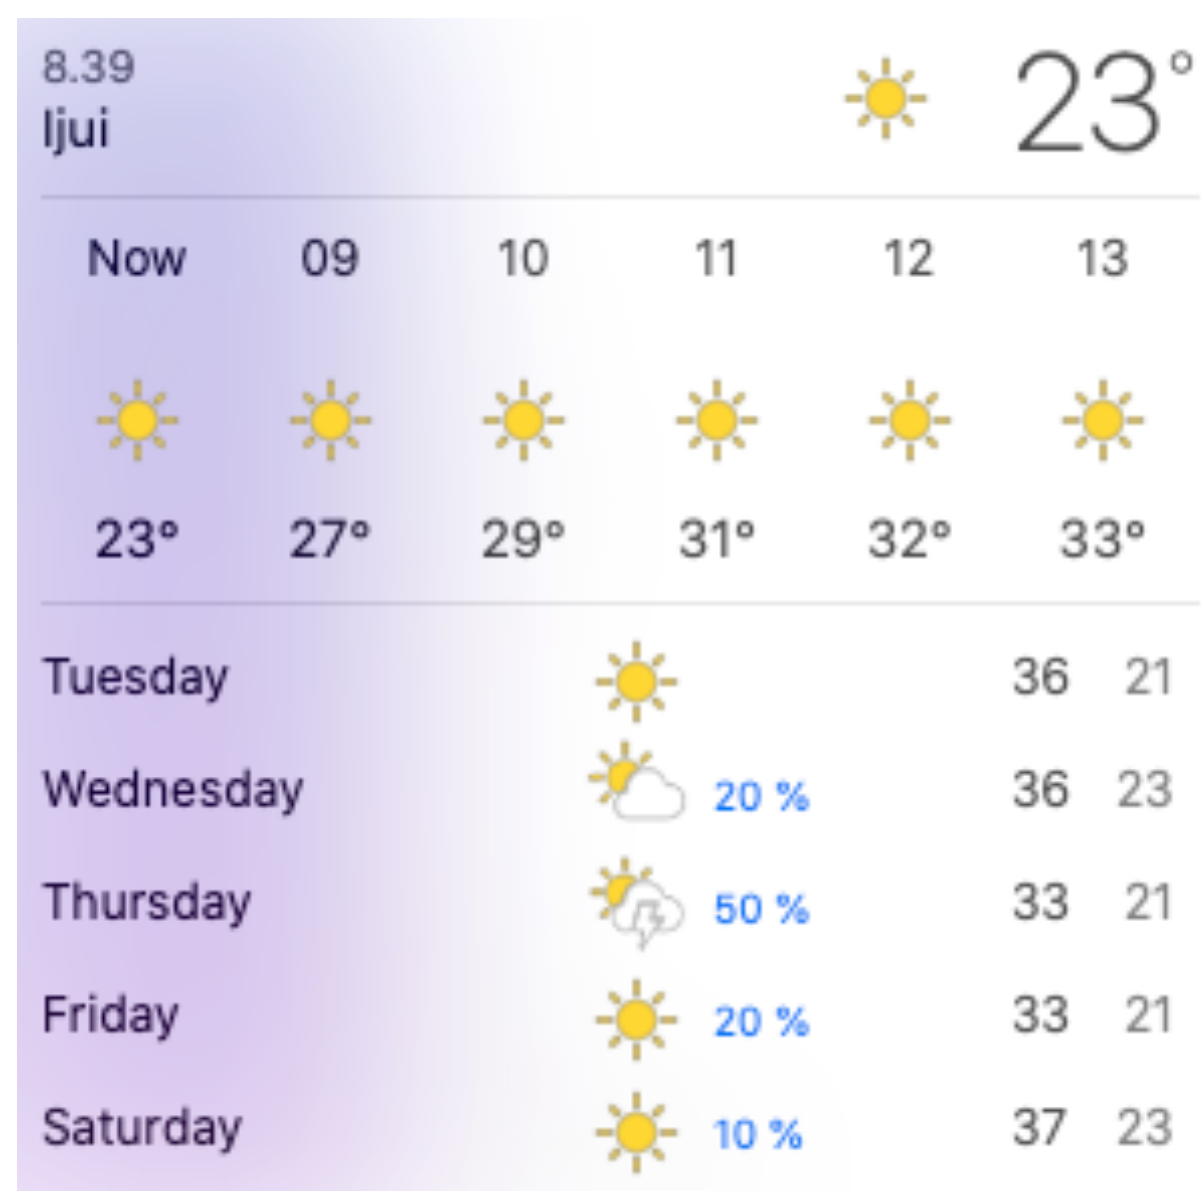 8.39
Ijui
23°
Now 09 10 11 12 13
23° 27° 29° 31° 32° 33°
Tuesday 36 21
Wednesday 20 % 36 23
Thursday 50 % 33 21
Friday 20 % 33 21
Saturday 10 % 37 23